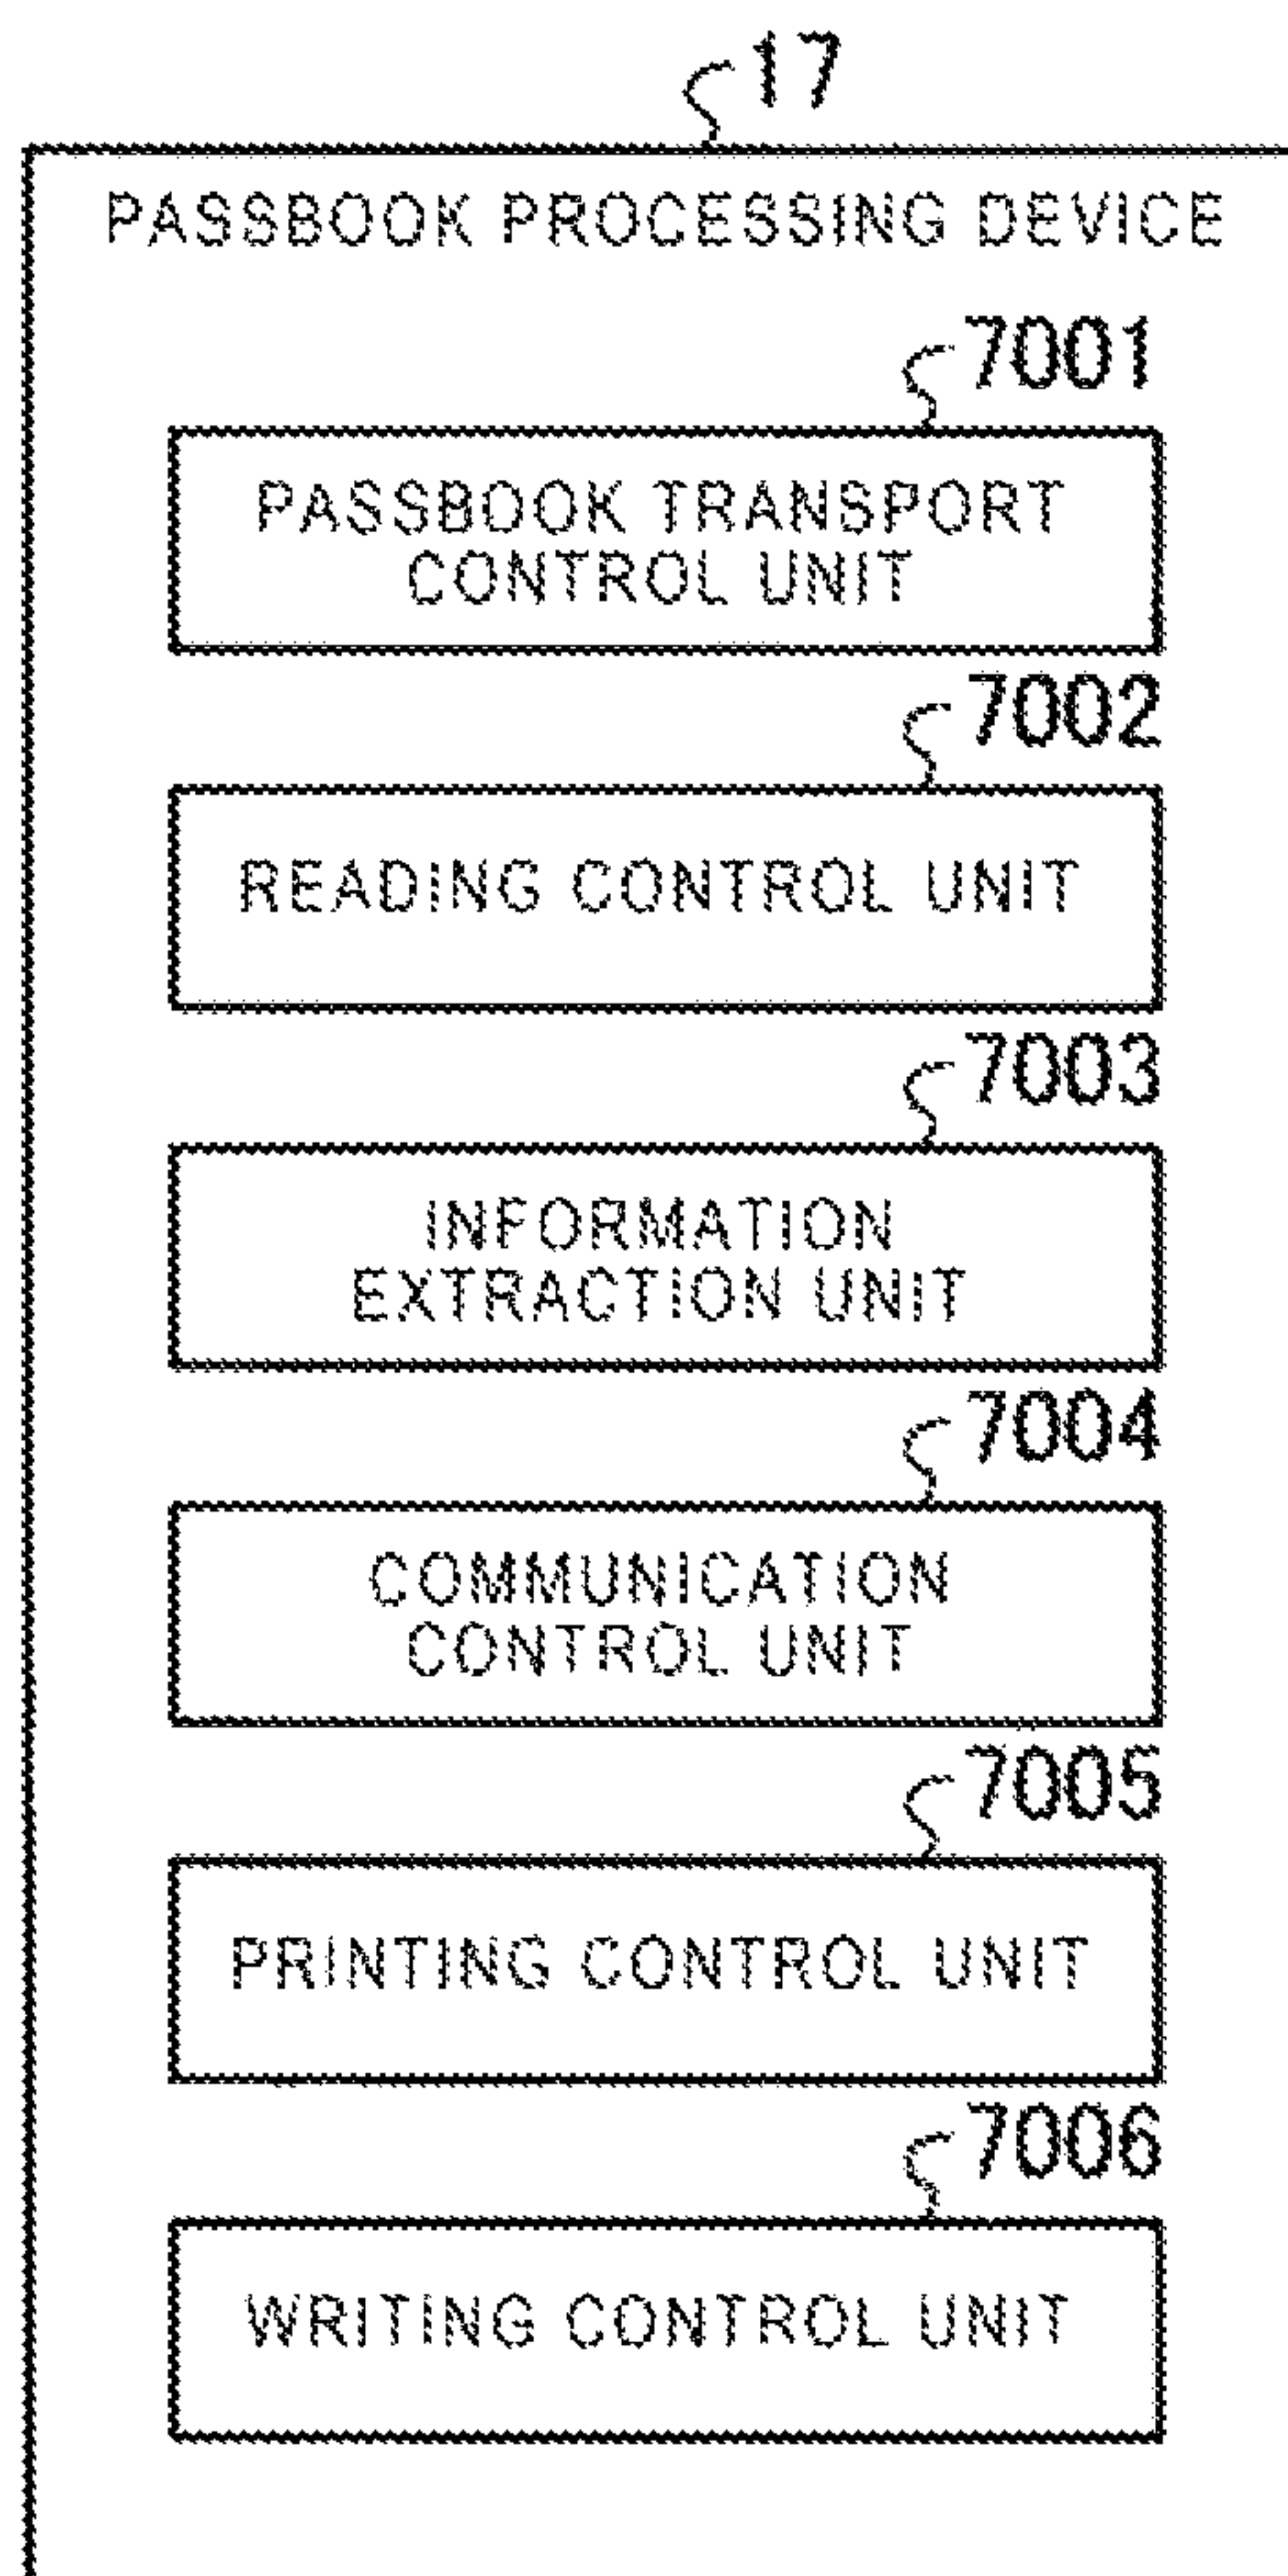 17
PASSBOOK PROCESSING DEVICE
7001
PASSBOOK TRANSPORT
CONTROL UNIT
7002
READING CONTROL UNIT
7003
INFORMATION
EXTRACTION UNIT
7004
COMMUNICATION
CONTROL UNIT
7005
PRINTING CONTROL UNIT
7006
WRITING CONTROL UNIT